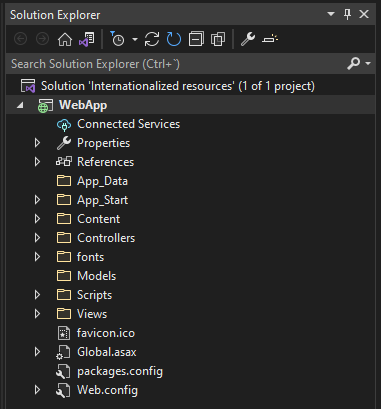 Solution Explorer
Search Solution Explorer (Ctrl+`)
Solution 'Internationalized resources' (1 of 1 project)
WebApp
Connected Services
Properties
References
App_Data
App_Start
Content
Controllers
fonts
Models
Scripts
Views
favicon.ico
Global.asax
packages.config
Web.config